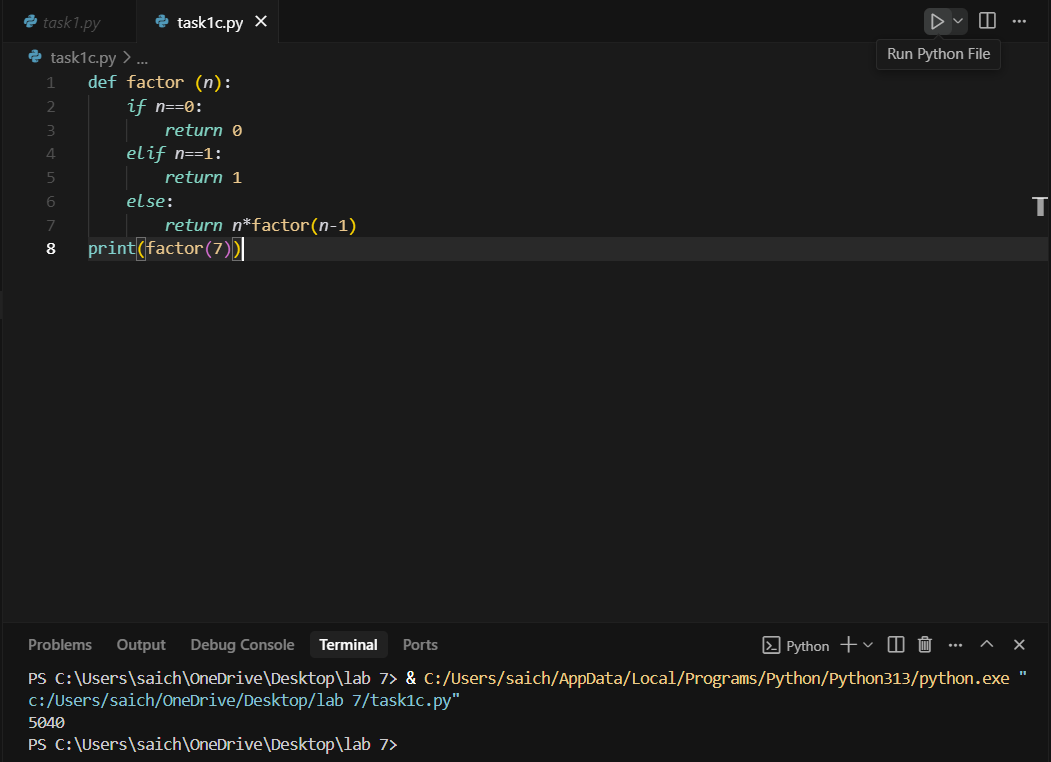 task1.py task1c.py
Run Python File
task1c.py > ...
1 def factor (n):
2     if n==0:
3         return 0
4     elif n==1:
5         return 1
6     else:
7         return n*factor(n-1)
8 print(factor(7))
T
Problems Output Debug Console Terminal Ports Python
PS C:\Users\saich\OneDrive\Desktop\lab 7> & C:/Users/saich/AppData/Local/Programs/Python/Python313/python.exe "
c:/Users/saich/OneDrive/Desktop/lab 7/task1c.py"
5040
PS C:\Users\saich\OneDrive\Desktop\lab 7>